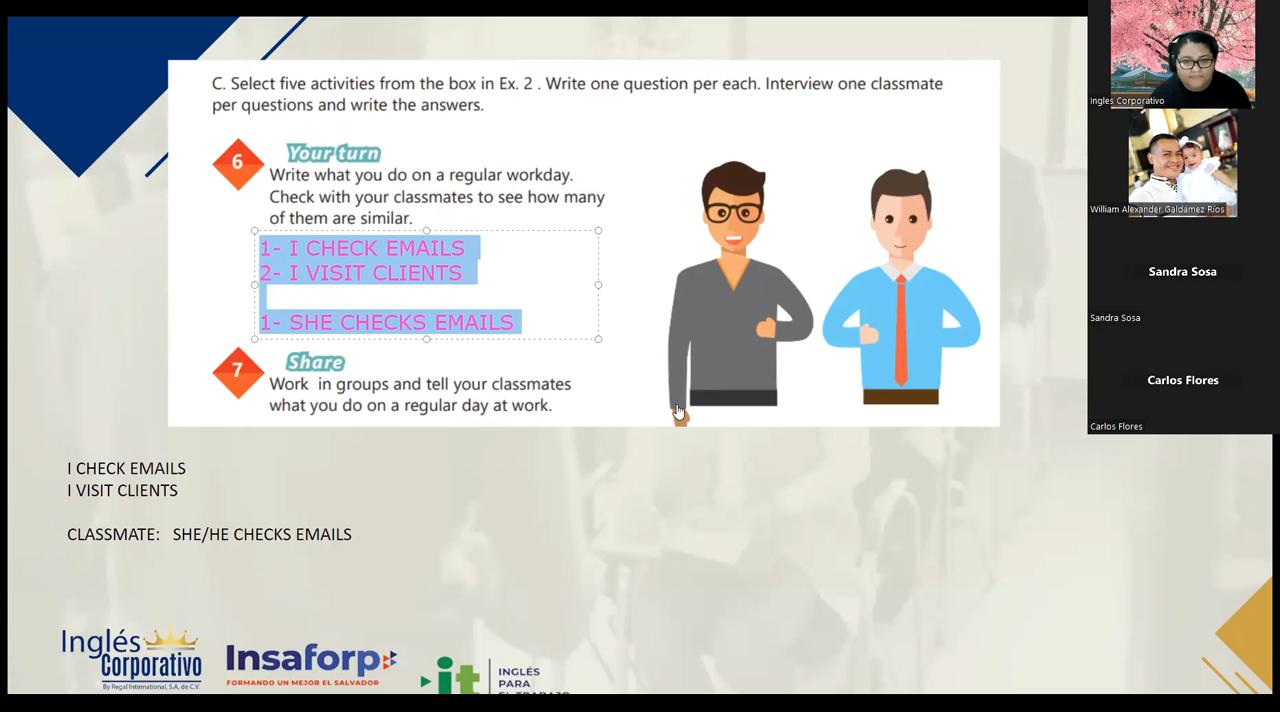 C. Select five activities from the box in Ex. 2 . Write one question per each. Interview one classmate
per questions and write the answers.
6
Your turn
Write what you do on a regular workday.
Check with your classmates to see how many
of them are similar.
1- I CHECK EMAILS
2- I VISIT CLIENTS
1- SHE CHECKS EMAILS
7
Share
Work in groups and tell your classmates
what you do on a regular day at work.
I CHECK EMAILS
I VISIT CLIENTS
CLASSMATE: SHE/HE CHECKS EMAILS
Inglés
Corporativo
By Regal International, S.A. de C.V.
Insaforp
FORMANDO UN MEJOR EL SALVADOR
it
INGLÉS
PARA
EL TRABAJO
Ingles Corporativo
William Alexander Galdamez Rios
Sandra Sosa
Sandra Sosa
Carlos Flores
Carlos Flores